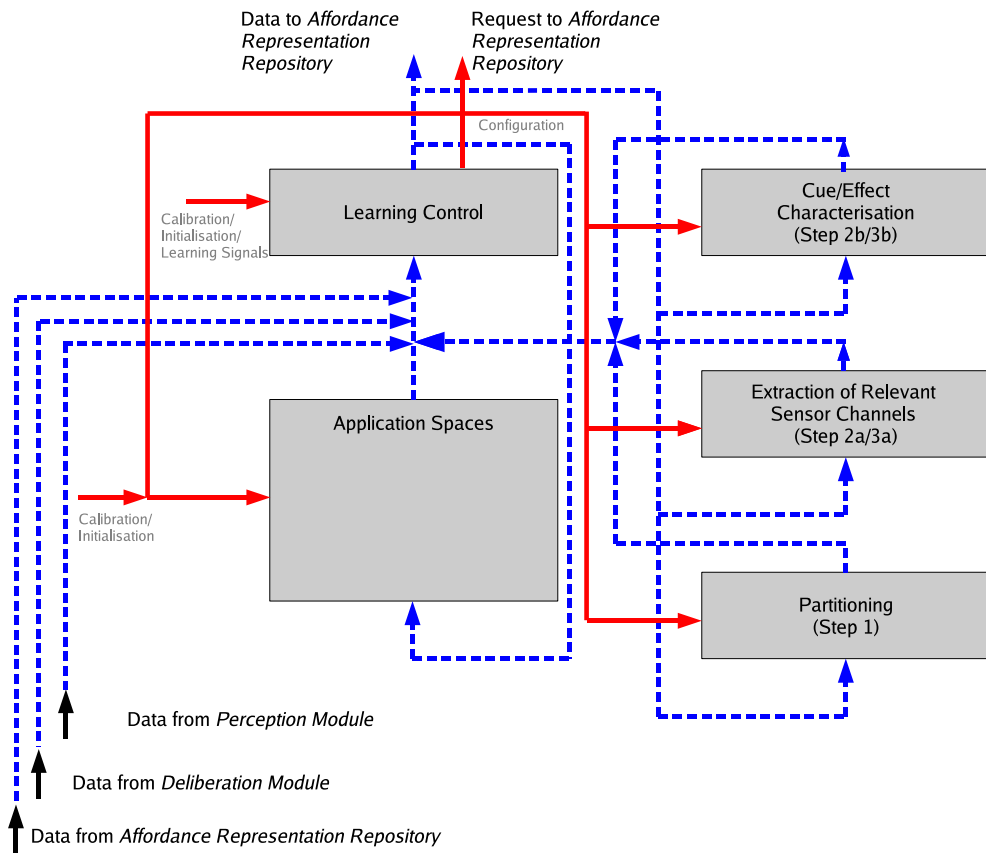 Data to Affordance
Representation
Repository
Request to Affordance
Representation
Repository
Configuration
Learning Control
Cue/Effect
Characterisation
(Step 2b/3b)
Calibration/
Initialisation/
Learning Signals
Application Spaces
Extraction of Relevant
Sensor Channels
(Step 2a/3a)
Calibration/
Initialisation
Partitioning
(Step 1)
Data from Perception Module
Data from Deliberation Module
Data from Affordance Representation Repository